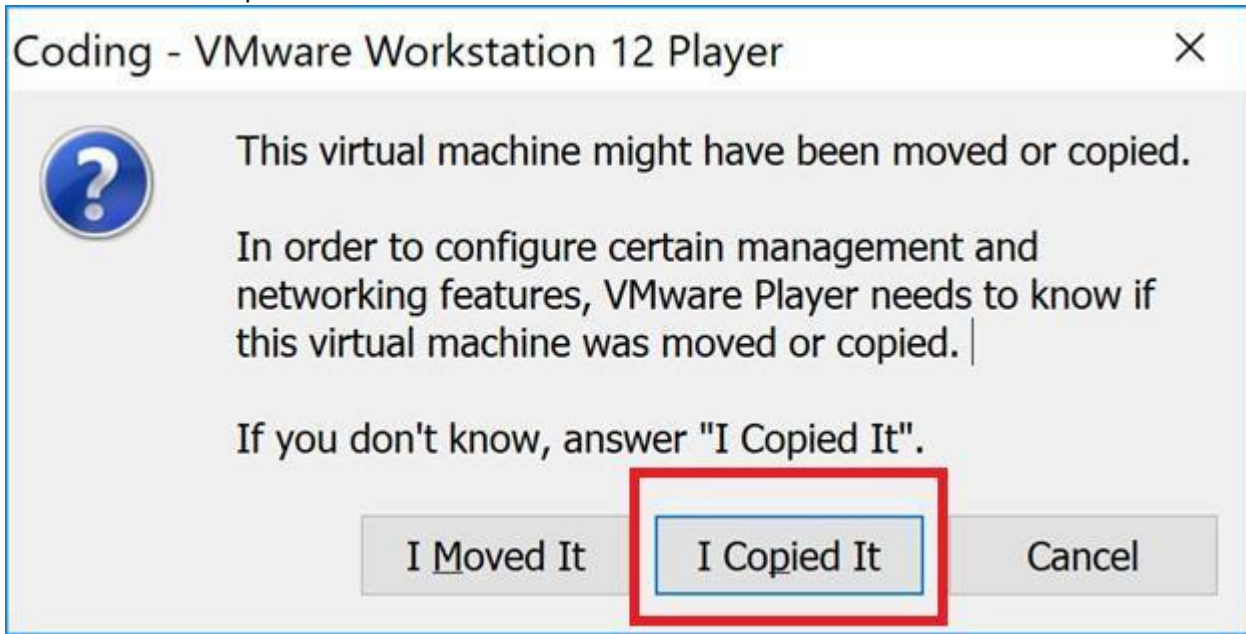 Coding - VMware Workstation 12 Player
This virtual machine might have been moved or copied.
In order to configure certain management and
networking features, VMware Player needs to know if
this virtual machine was moved or copied.
If you don't know, answer "I Copied It".
I Moved It
I Copied It
Cancel